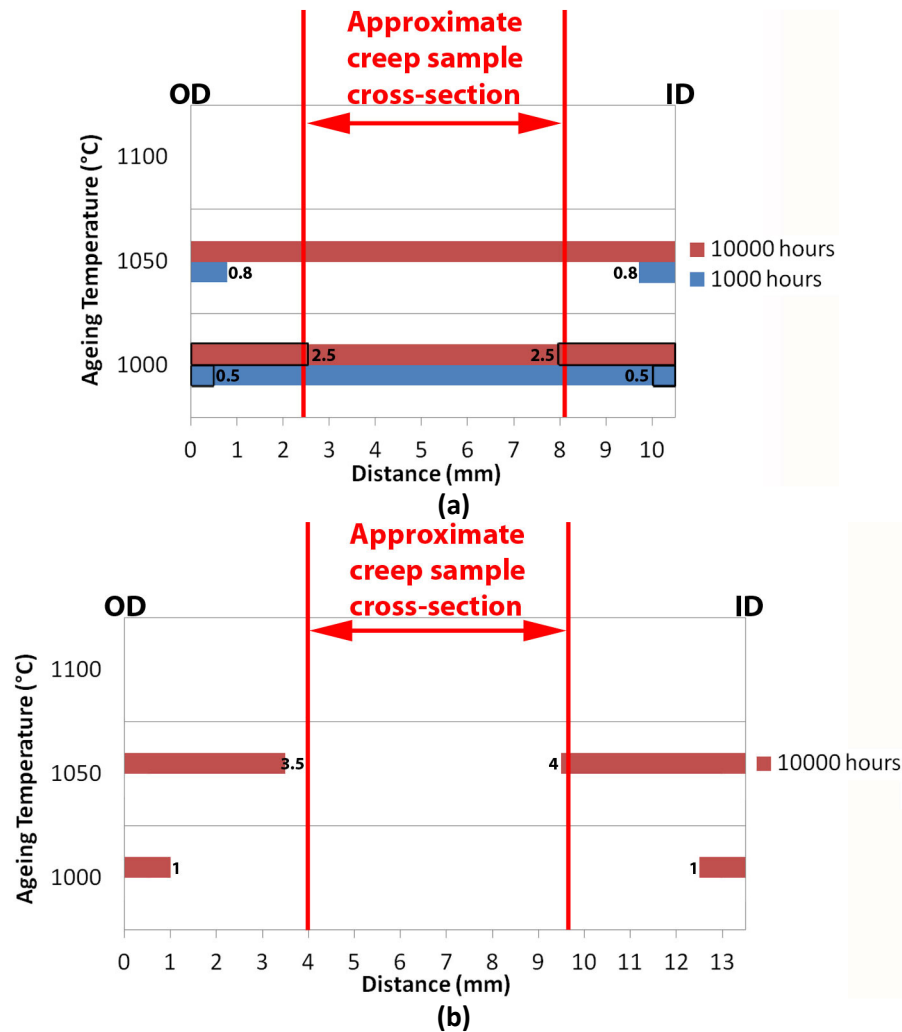 Approximate
creep sample
cross-section
OD
ID
Ageing Temperature (°C)
1100
1050
1000
0.8
0.8
2.5
2.5
0.5
0.5
10000 hours
1000 hours
0 1 2 3 4 5 6 7 8 9 10
Distance (mm)
(a)
Approximate
creep sample
cross-section
OD
ID
Ageing Temperature (°C)
1100
1050
1000
3.5
4
1
1
10000 hours
0 1 2 3 4 5 6 7 8 9 10 11 12 13
Distance (mm)
(b)